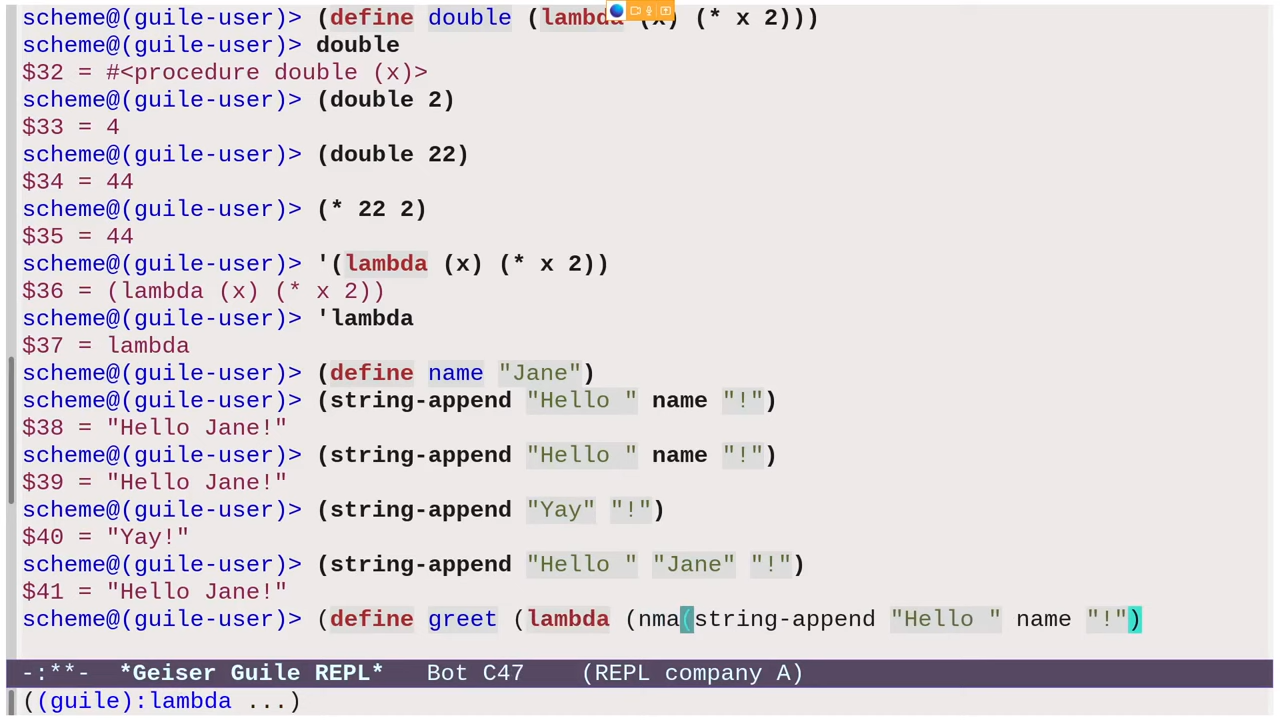 scheme@(guile-user)> (define double (lambda (x) (* x 2)))
scheme@(guile-user)> double
$32 = #<procedure double (x)>
scheme@(guile-user)> (double 2)
$33 = 4
scheme@(guile-user)> (double 22)
$34 = 44
scheme@(guile-user)> (* 22 2)
$35 = 44
scheme@(guile-user)> '(lambda (x) (* x 2))
$36 = (lambda (x) (* x 2))
scheme@(guile-user)> 'lambda
$37 = lambda
scheme@(guile-user)> (define name "Jane")
scheme@(guile-user)> (string-append "Hello " name "!")
$38 = "Hello Jane!"
scheme@(guile-user)> (string-append "Hello " name "!")
$39 = "Hello Jane!"
scheme@(guile-user)> (string-append "Yay" "!")
$40 = "Yay!"
scheme@(guile-user)> (string-append "Hello " "Jane" "!")
$41 = "Hello Jane!"
scheme@(guile-user)> (define greet (lambda (nma(string-append "Hello " name "!")
-:**-  *Geiser Guile REPL*   Bot C47    (REPL company A)
((guile):lambda ...)